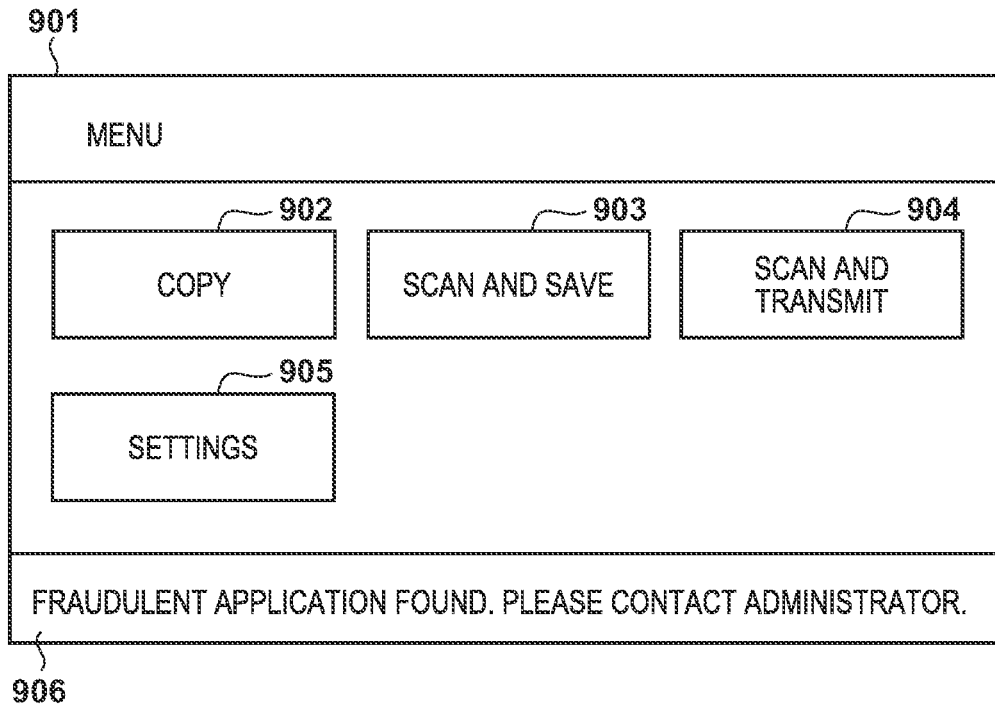 901
MENU
902
903
904
COPY
SCAN AND SAVE
SCAN AND
TRANSMIT
905
SETTINGS
FRAUDULENT APPLICATION FOUND. PLEASE CONTACT ADMINISTRATOR.
906